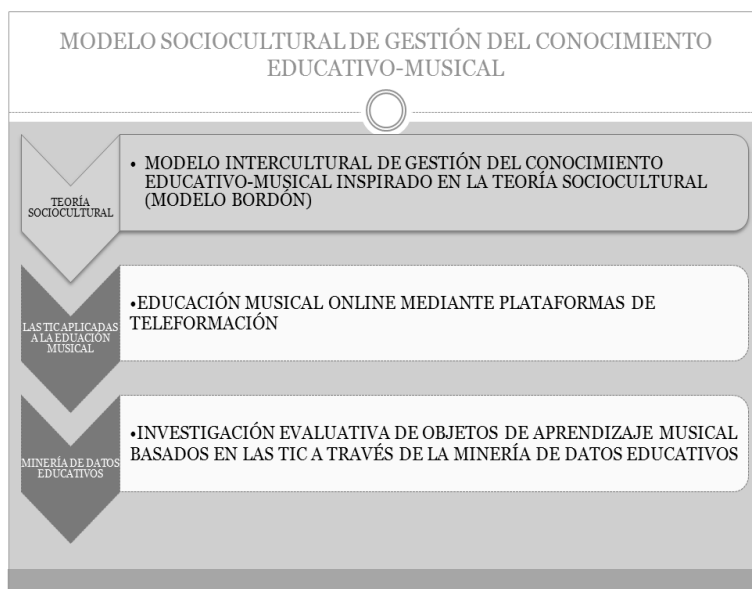 MODELO SOCIOCULTURAL DE GESTIÓN DEL CONOCIMIENTO
EDUCATIVO-MUSICAL
TEORÍA
SOCIOCULTURAL
• MODELO INTERCULTURAL DE GESTIÓN DEL CONOCIMIENTO
EDUCATIVO-MUSICAL INSPIRADO EN LA TEORÍA SOCIOCULTURAL
(MODELO BORDÓN)
LAS TIC APLICADAS
A LA EDUACIÓN
MUSICAL
•EDUCACIÓN MUSICAL ONLINE MEDIANTE PLATAFORMAS DE
TELEFORMACIÓN
MINERÍA DE DATOS
EDUCATIVOS
•INVESTIGACIÓN EVALUATIVA DE OBJETOS DE APRENDIZAJE MUSICAL
BASADOS EN LAS TIC A TRAVÉS DE LA MINERÍA DE DATOS EDUCATIVOS